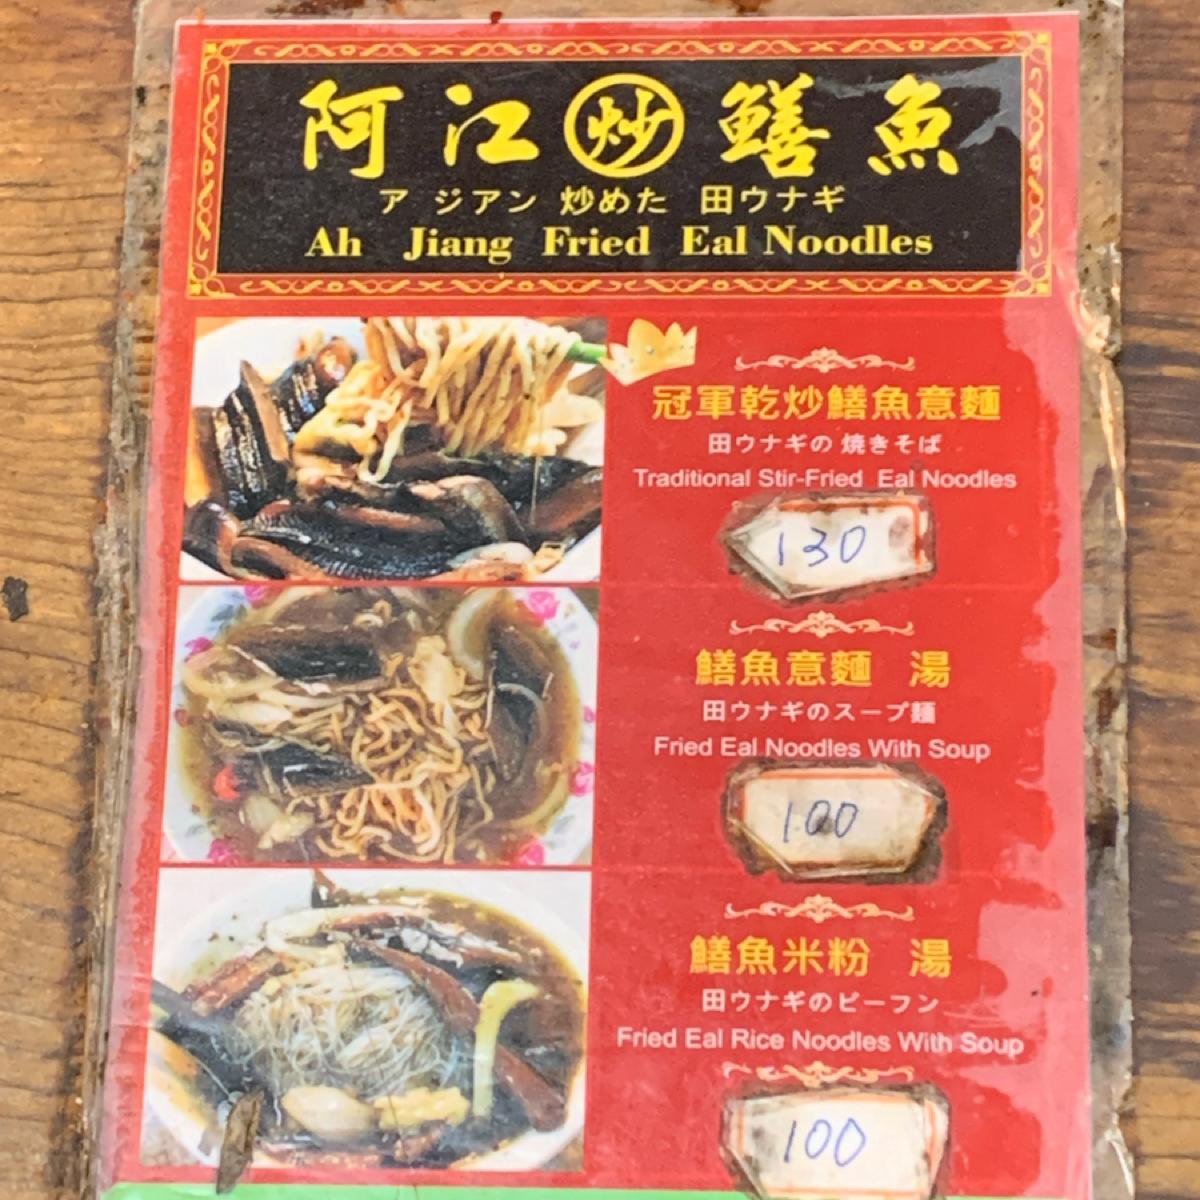 阿江炒鱔魚
アジアン 炒めた 田ウナギ
Ah Jiang Fried Eal Noodles
冠軍乾炒鱔魚意麵
田ウナギの 焼きそば
Traditional Stir-Fried Eal Noodles
130
鱔魚意麵 湯
田ウナギのスープ麺
Fried Eal Noodles With Soup
100
鱔魚米粉 湯
田ウナギのビーフン
Fried Eal Rice Noodles With Soup
100